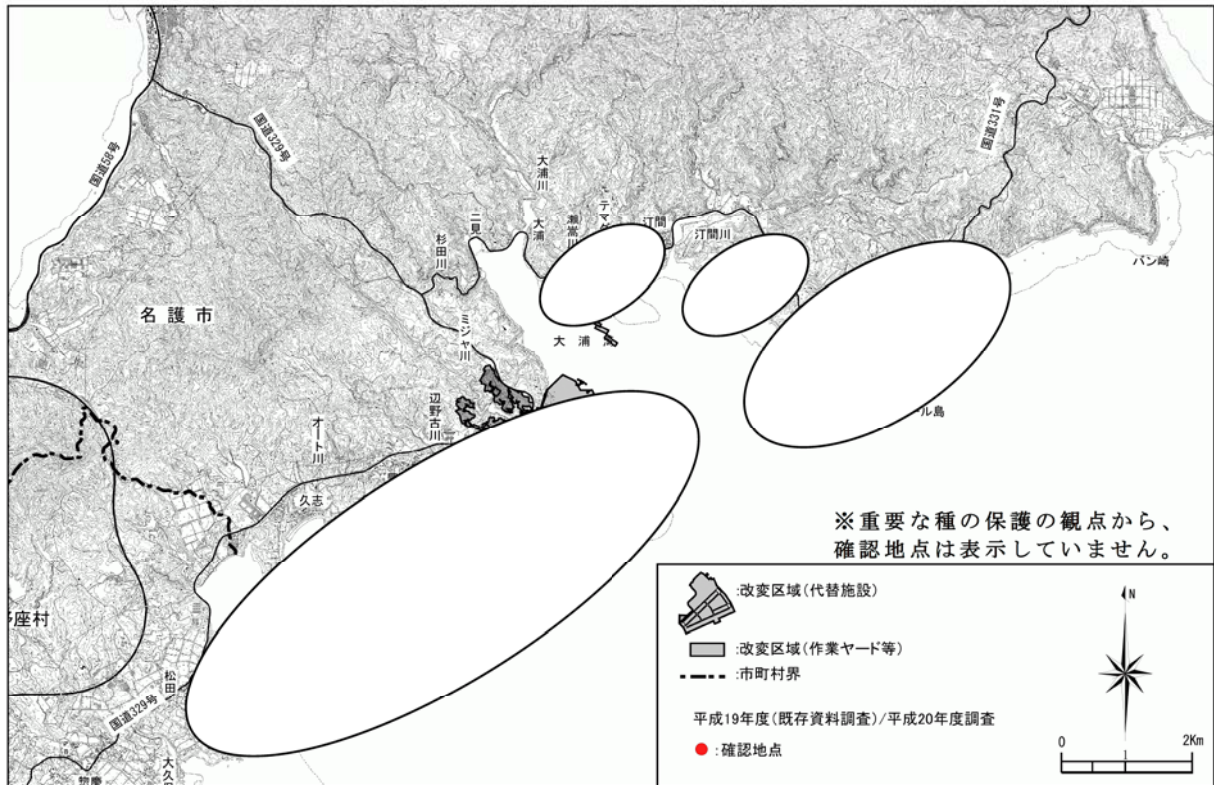 国道58号
国道329号
国道331号
大浦川
大浦
瀬嵩川
テマ
汀間
汀間川
二見
杉田川
バン崎
名護市
ミジャ川
大浦
辺野古川
オート川
ール島
久志
※重要な種の保護の観点から、
確認地点は表示していません。
:改変区域(代替施設)
N
座村
:改変区域(作業ヤード等)
:市町村界
松田
国道329号
平成19年度(既存資料調査)/平成20年度調査
:確認地点
0 1 2Km
惣慶
大久